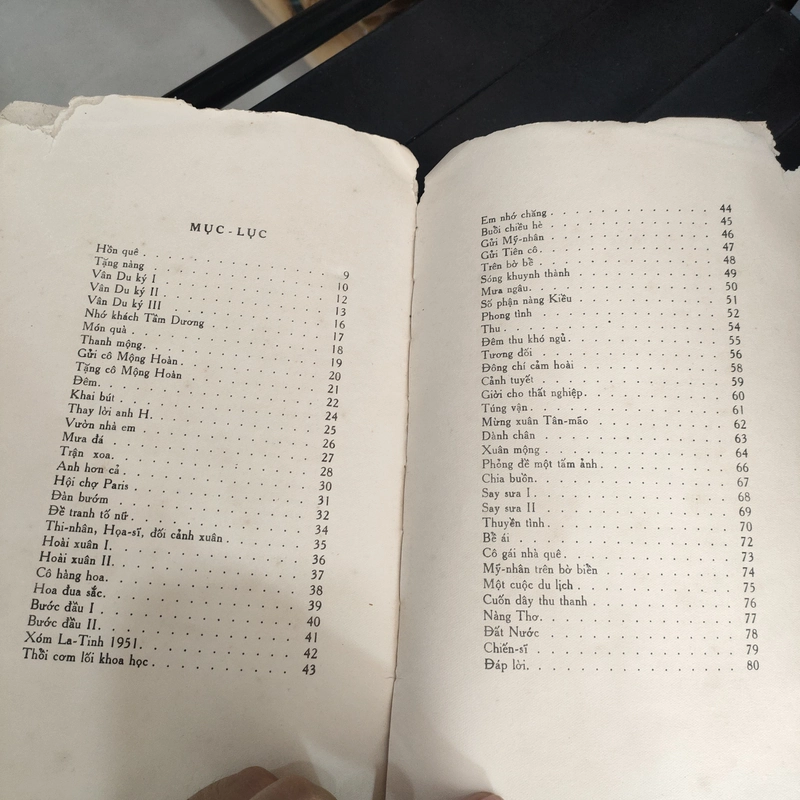 MỤC-LỤC
Hồn quê . . . . . . . . . . 9
Tặng nàng . . . . . . . . . . 10
Vân Du ký I . . . . . . . . . . 12
Vân Du ký II . . . . . . . . . . 13
Vân Du ký III . . . . . . . . . . 16
Nhớ khách Tầm Dương . . . . . . . . . . 17
Món quà . . . . . . . . . . 18
Thanh mộng . . . . . . . . . . 19
Gửi cô Mộng Hoàn . . . . . . . . . . 20
Tặng cô Mộng Hoàn . . . . . . . . . . 21
Đêm . . . . . . . . . . 22
Khai bút . . . . . . . . . . 24
Thay lời anh H. . . . . . . . . . 25
Vườn nhà em . . . . . . . . . . 26
Mưa đá . . . . . . . . . . 27
Trận xoa . . . . . . . . . . 28
Anh hơn cả . . . . . . . . . . 30
Hội chợ Paris . . . . . . . . . . 31
Đàn bướm . . . . . . . . . . 32
Đề tranh tố nữ . . . . . . . . . . 34
Thi-nhân, Họa-sĩ, đối cảnh xuân . . . . . . . . . . 35
Hoài xuân I . . . . . . . . . . 36
Hoài xuân II . . . . . . . . . . 37
Cô hàng hoa . . . . . . . . . . 38
Hoa đua sắc . . . . . . . . . . 39
Bước đầu I . . . . . . . . . . 40
Bước đầu II . . . . . . . . . . 41
Xóm La-Tinh 1951 . . . . . . . . . . 42
Thổi cơm lối khoa học . . . . . . . . . . 43
Em nhớ chăng . . . . . . . . . . 44
Buổi chiều hè . . . . . . . . . . 45
Gửi Mỹ-nhân . . . . . . . . . . 46
Gửi Tiên cô . . . . . . . . . . 47
Trên bờ bể . . . . . . . . . . 48
Sóng khuynh thành . . . . . . . . . . 49
Mưa ngâu . . . . . . . . . . 50
Số phận nàng Kiều . . . . . . . . . . 51
Phong tình . . . . . . . . . . 52
Thu . . . . . . . . . . 54
Đêm thu khó ngủ . . . . . . . . . . 55
Tương đối . . . . . . . . . . 56
Đông chí cảm hoài . . . . . . . . . . 58
Cảnh tuyết . . . . . . . . . . 59
Giời cho thất nghiệp . . . . . . . . . . 60
Túng vận . . . . . . . . . . 61
Mừng xuân Tân-mão . . . . . . . . . . 62
Dành chân . . . . . . . . . . 63
Xuân mộng . . . . . . . . . . 64
Phỏng đề một tấm ảnh . . . . . . . . . . 66
Chia buồn . . . . . . . . . . 67
Say sưa I . . . . . . . . . . 68
Say sưa II . . . . . . . . . . 69
Thuyền tình . . . . . . . . . . 70
Bể ái . . . . . . . . . . 72
Cô gái nhà quê . . . . . . . . . . 73
Mỹ-nhân trên bờ biển . . . . . . . . . . 74
Một cuộc du lịch . . . . . . . . . . 75
Cuốn dây thu thanh . . . . . . . . . . 76
Nàng Thơ . . . . . . . . . . 77
Đất Nước . . . . . . . . . . 78
Chiến-sĩ . . . . . . . . . . 79
Đáp lời . . . . . . . . . . 80